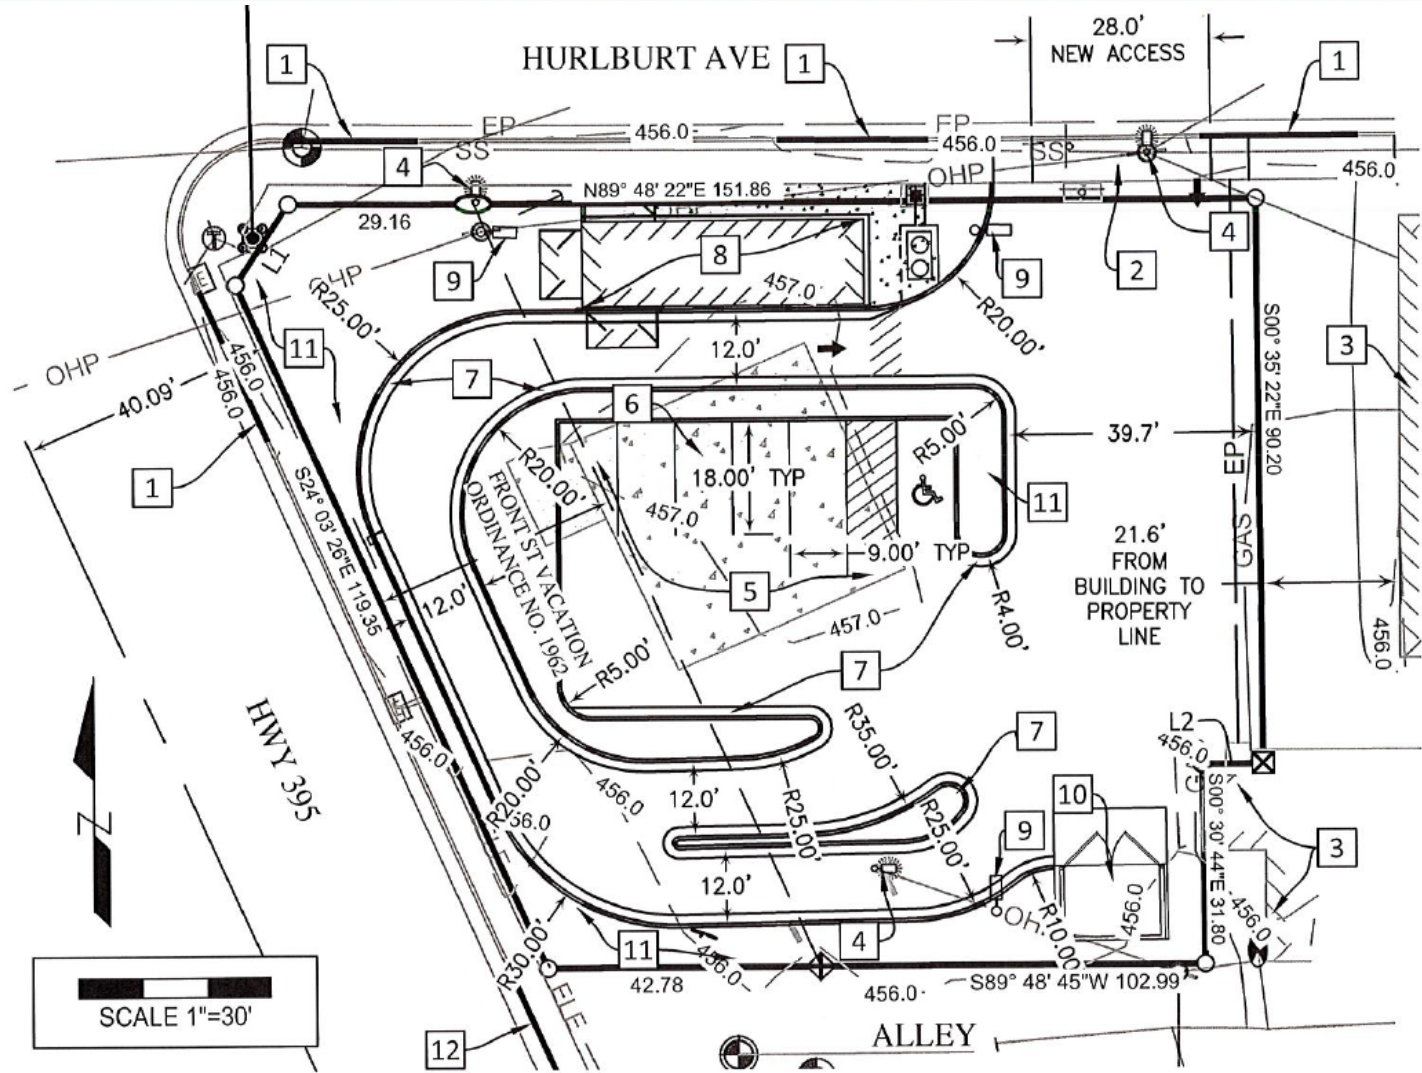 28.0'
NEW ACCESS
HURLBURT AVE
1
1
1
EP
456.0
EP
456.0
SS
SS
4
OHP
456.0
N89° 48' 22"E 151.86
29.16
L1
OHP
9
8
9
2
4
(R25.00'
457.0
R20.00'
S00° 35' 22"E 90.20
OHP
11
456.0
456.0
12.0'
3
7
6
40.09'
R5.00'
39.7'
EP
R20.00'
18.00' TYP
11
1
S24° 03' 26"E 119.35
FRONT ST VACATION
ORDINANCE NO. 1962
457.0
9.00' TYP
GAS
21.6'
FROM
BUILDING TO
PROPERTY
LINE
12.0'
5
R4.00'
457.0
456.0
R5.00'
7
HWY 395
R35.00'
7
L2
456.0
456.0
R20.00'
456.0
12.0'
R25.00'
R25.00'
10
9
S00° 30' 44"E 31.80
3
56.0
12.0'
456.0
456.0
N
R30.00'
11
4
OH
R10.00'
456.0
42.78
456.0
S89° 48' 45"W 102.99
SCALE 1"=30'
ELE
12
ALLEY